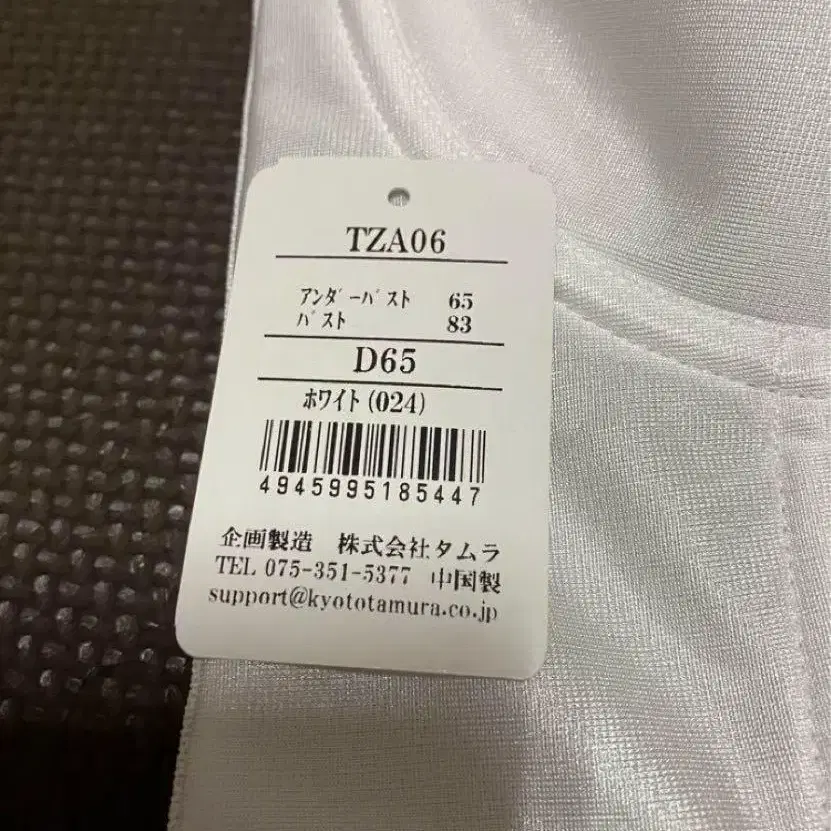 TZA06
ｱﾝﾀﾞｰﾊﾞｽﾄ 65
ﾊﾞｽﾄ 83
D65
ﾎﾜｲﾄ(024)
4945995185447
企画製造 株式会社タムラ
TEL 075-351-5377 中国製
support@kyototamura.co.jp